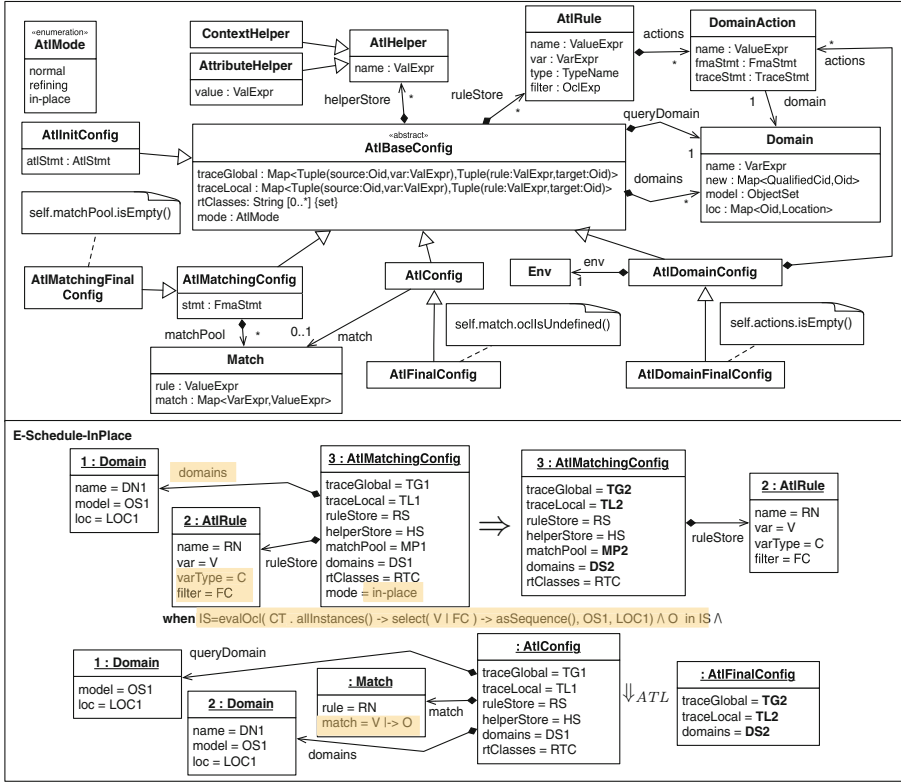 «enumeration»
AtlMode
normal
refining
in-place
ContextHelper
AttributeHelper
value : ValExpr
AtlHelper
name : ValExpr
helperStore
*
ruleStore
*
AtlRule
name : ValueExpr
var : VarExpr
type : TypeName
filter : OclExp
actions
*
DomainAction
name : ValueExpr
fmaStmt : FmaStmt
traceStmt : TraceStmt
*
actions
1
domain
queryDomain
1
domains
*
Domain
name : VarExpr
new : Map<QualifiedCid,Oid>
model : ObjectSet
loc : Map<Oid,Location>
AtlInitConfig
atlStmt : AtlStmt
«abstract»
AtlBaseConfig
traceGlobal : Map<Tuple(source:Oid,var:ValExpr),Tuple(rule:ValExpr,target:Oid)>
traceLocal : Map<Tuple(source:Oid,var:ValExpr),Tuple(rule:ValExpr,target:Oid)>
rtClasses: String [0..*] {set}
mode : AtlMode
self.matchPool.isEmpty()
AtlMatchingFinal
Config
AtlMatchingConfig
stmt : FmaStmt
AtlConfig
Env
env
1
AtlDomainConfig
matchPool
*
0..1
match
self.match.oclIsUndefined()
self.actions.isEmpty()
Match
rule : ValueExpr
match : Map<VarExpr,ValueExpr>
AtlFinalConfig
AtlDomainFinalConfig
E-Schedule-InPlace
1 : Domain
name = DN1
model = OS1
loc = LOC1
domains
2 : AtlRule
name = RN
var = V
varType = C
filter = FC
ruleStore
3 : AtlMatchingConfig
traceGlobal = TG1
traceLocal = TL1
ruleStore = RS
helperStore = HS
matchPool = MP1
domains = DS1
rtClasses = RTC
mode = in-place
⇒
3 : AtlMatchingConfig
traceGlobal = TG2
traceLocal = TL2
ruleStore = RS
helperStore = HS
matchPool = MP2
domains = DS2
rtClasses = RTC
ruleStore
2 : AtlRule
name = RN
var = V
varType = C
filter = FC
when IS=evalOcl( CT . allInstances() -> select( V | FC ) -> asSequence(), OS1, LOC1) /\ O in IS /\
1 : Domain
model = OS1
loc = LOC1
queryDomain
2 : Domain
name = DN1
model = OS1
loc = LOC1
domains
: Match
rule = RN
match = V |-> O
match
: AtlConfig
traceGlobal = TG1
traceLocal = TL1
ruleStore = RS
helperStore = HS
domains = DS1
rtClasses = RTC
⇓ATL
: AtlFinalConfig
traceGlobal = TG2
traceLocal = TL2
domains = DS2